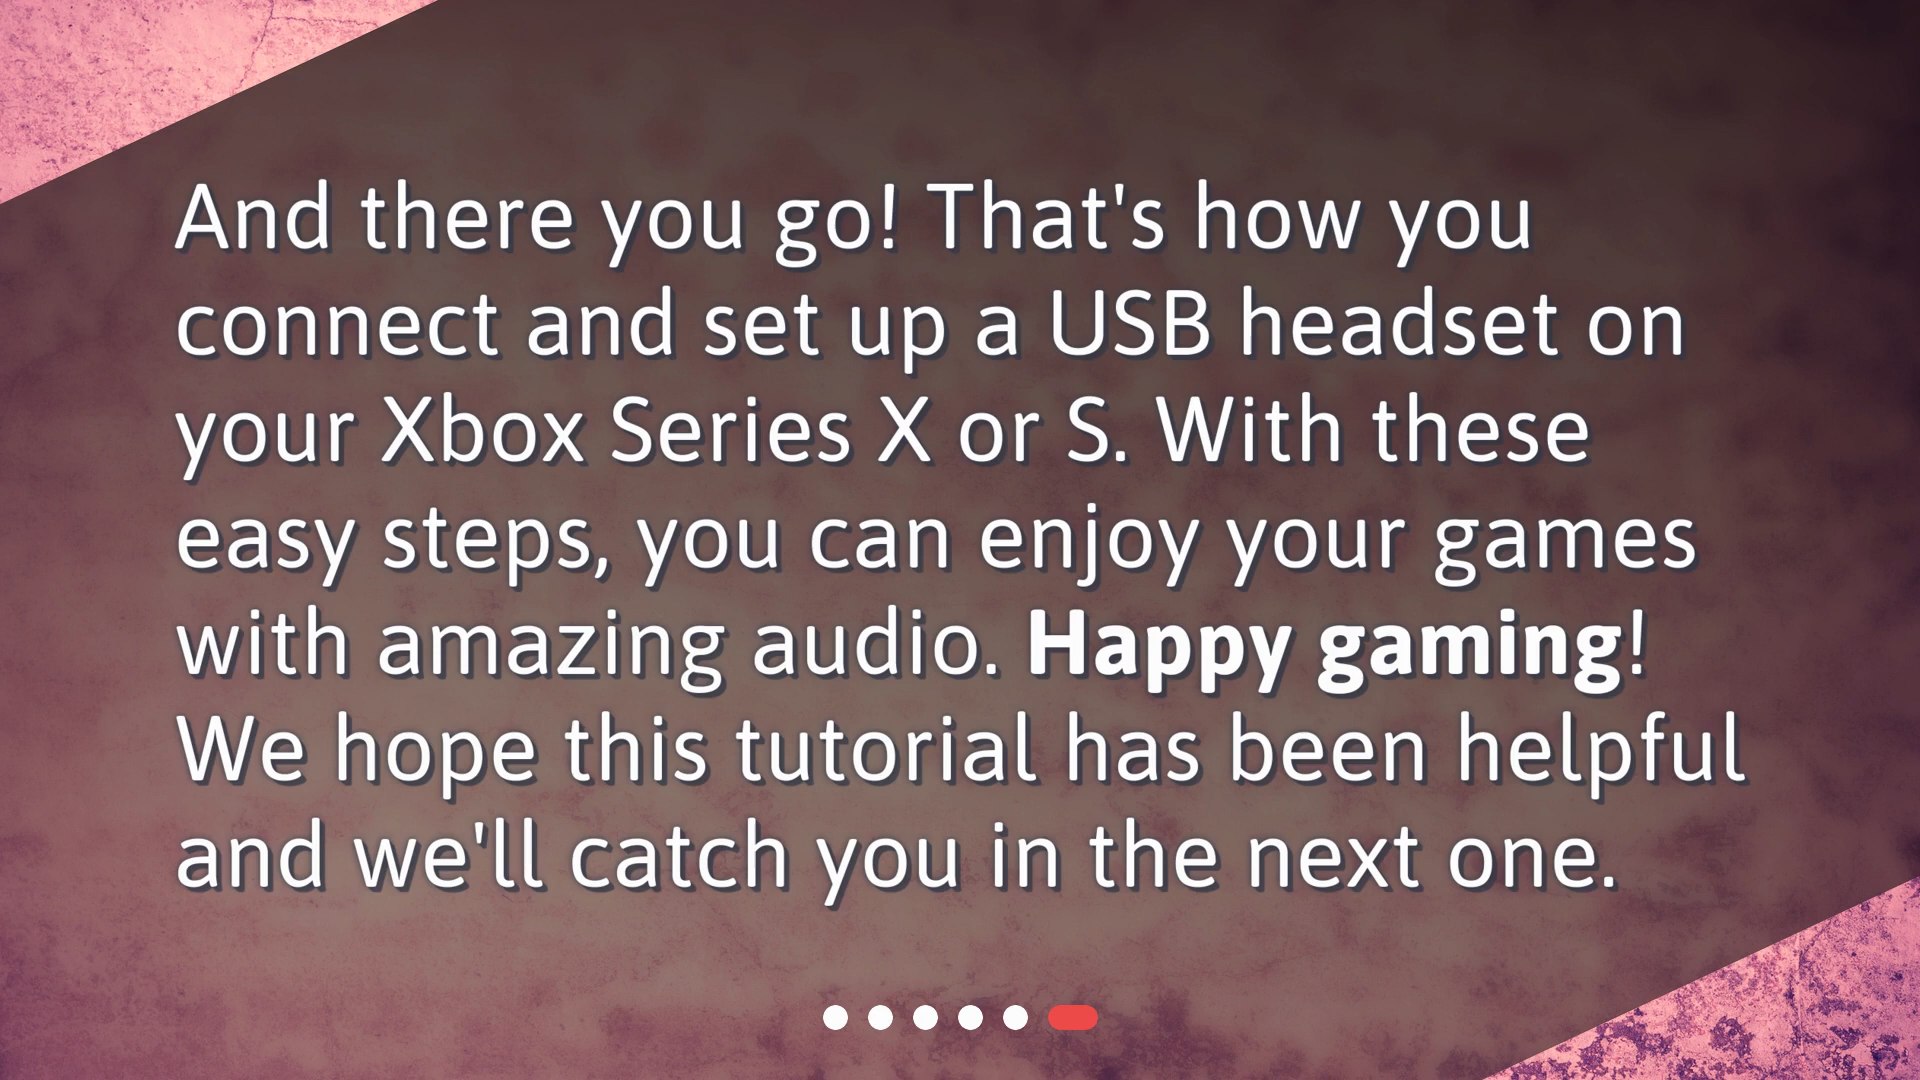 And there you go! That's how you
connect and set up a USB headset on
your Xbox Series X or S. With these
easy steps, you can enjoy your games
with amazing audio. Happy gaming!
We hope this tutorial has been helpful
and we'll catch you in the next one.